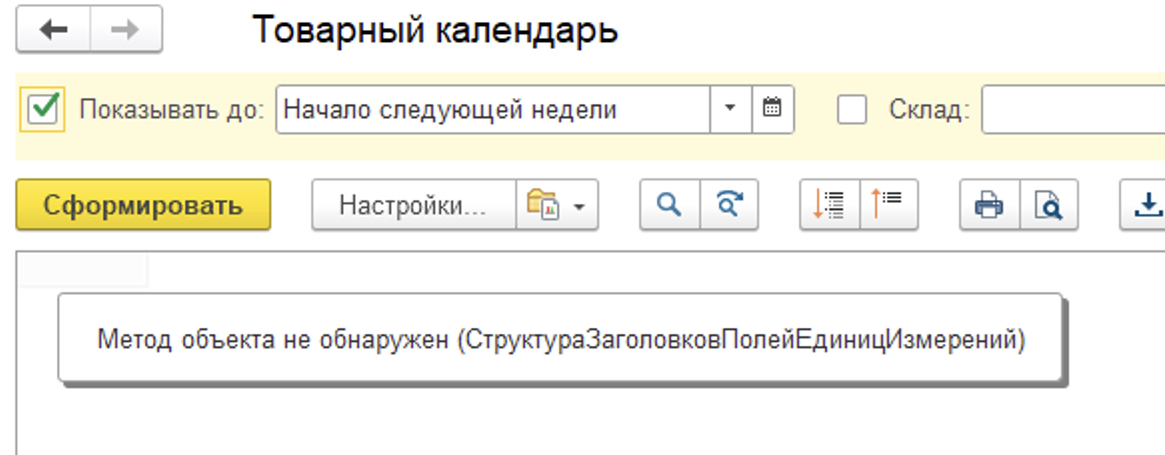 Товарный календарь
Показывать до: Начало следующей недели Склад:
Сформировать Настройки...
Метод объекта не обнаружен (СтруктураЗаголовковПолейЕдиницИзмерений)